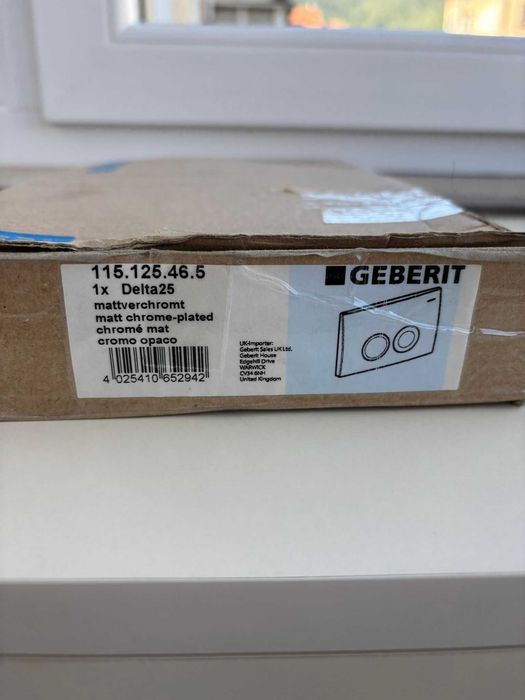 115.125.46.5
1x Delta25
mattverchromt
matt chrome-plated
chromé mat
cromo opaco
4 025410 652942
UK-Importer:
Geberit Sales UK Ltd.
Geberit House
Edgehill Drive
WARWICK
CV34 6NH
United Kingdom
GEBERIT